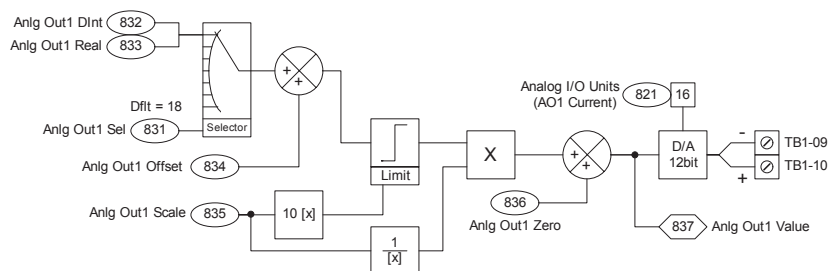 Anlg Out1 DInt 832
Anlg Out1 Real 833
Dflt = 18
Anlg Out1 Sel 831
Selector
+
+
Anlg Out1 Offset 834
Limit
Anlg Out1 Scale 835
10 [x]
1
[x]
X
+
+
836
Anlg Out1 Zero
Analog I/O Units
(AO1 Current)
821 16
D/A
12bit
- TB1-09
+ TB1-10
837 Anlg Out1 Value